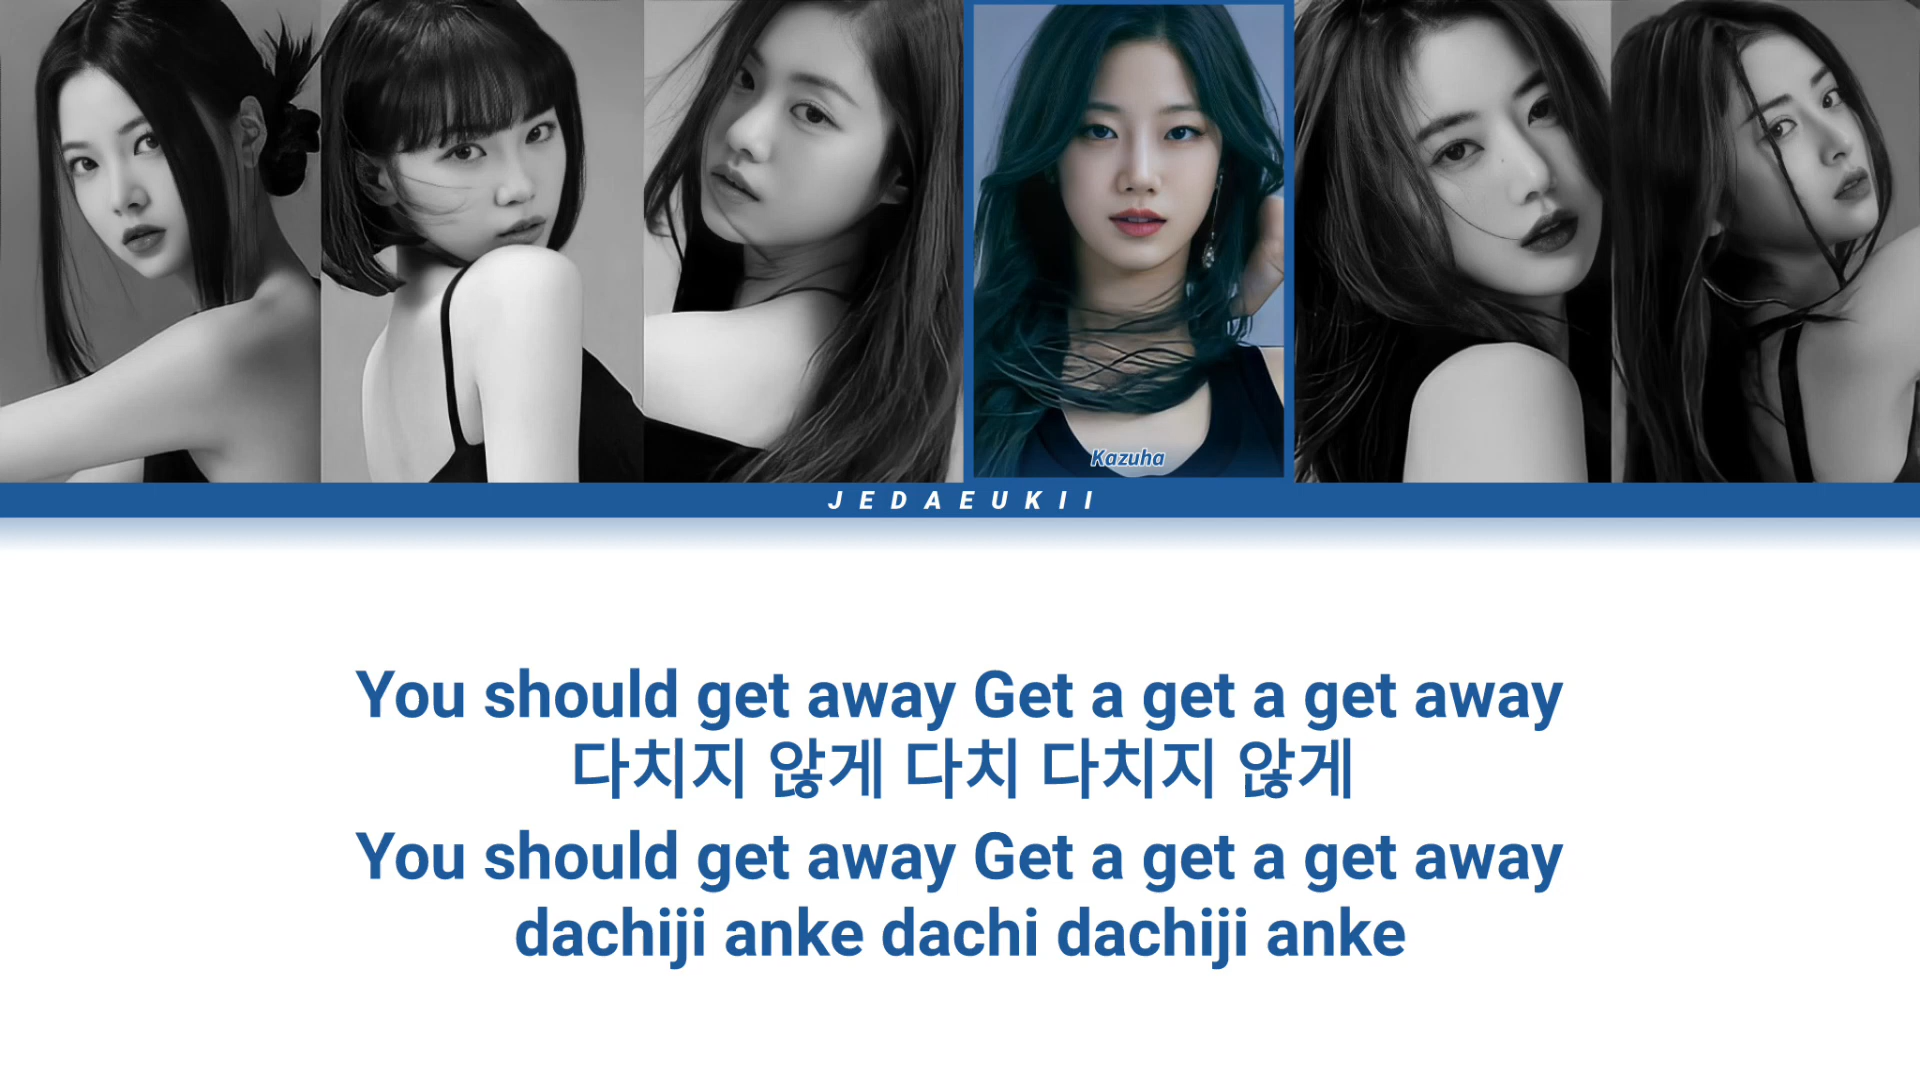 Kazuha
JEDAEUKII
You should get away Get a get a get away
다치지 않게 다치 다치지 않게
You should get away Get a get a get away
dachiji anke dachi dachiji anke